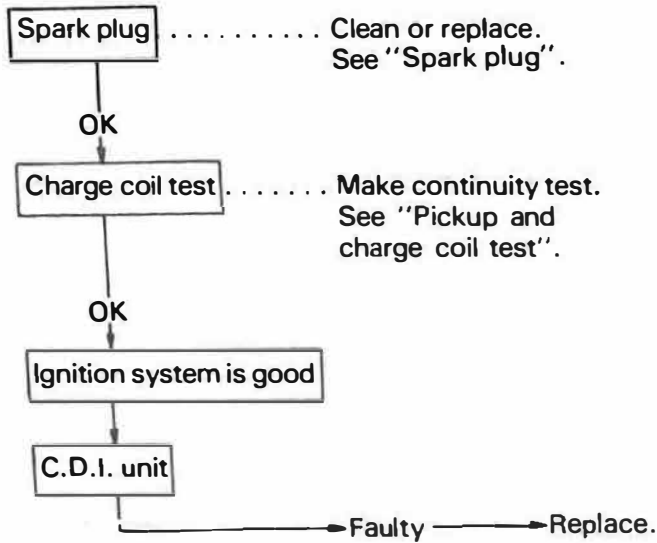 Spark plug .......... Clean or replace.
See "Spark plug".
OK
Charge coil test ....... Make continuity test.
See "Pickup and
charge coil test".
OK
Ignition system is good
C.D.I. unit
Faulty Replace.